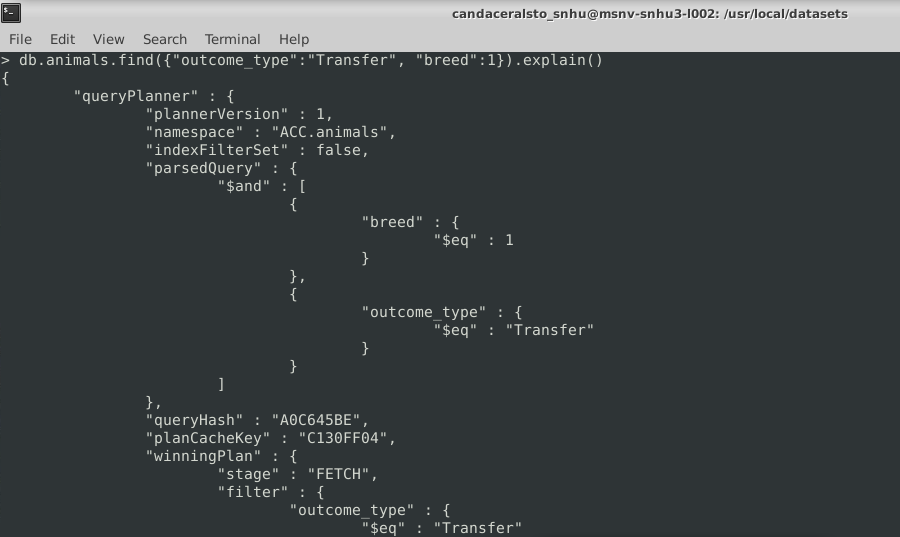 candaceralsto_snhu@msnv-snhu3-l002: /usr/local/datasets
File Edit View Search Terminal Help
> db.animals.find({"outcome_type":"Transfer", "breed":1}).explain()
{
        "queryPlanner" : {
                "plannerVersion" : 1,
                "namespace" : "ACC.animals",
                "indexFilterSet" : false,
                "parsedQuery" : {
                        "$and" : [
                                {
                                        "breed" : {
                                                "$eq" : 1
                                        }
                                },
                                {
                                        "outcome_type" : {
                                                "$eq" : "Transfer"
                                        }
                                }
                        ]
                },
                "queryHash" : "A0C645BE",
                "planCacheKey" : "C130FF04",
                "winningPlan" : {
                        "stage" : "FETCH",
                        "filter" : {
                                "outcome_type" : {
                                        "$eq" : "Transfer"